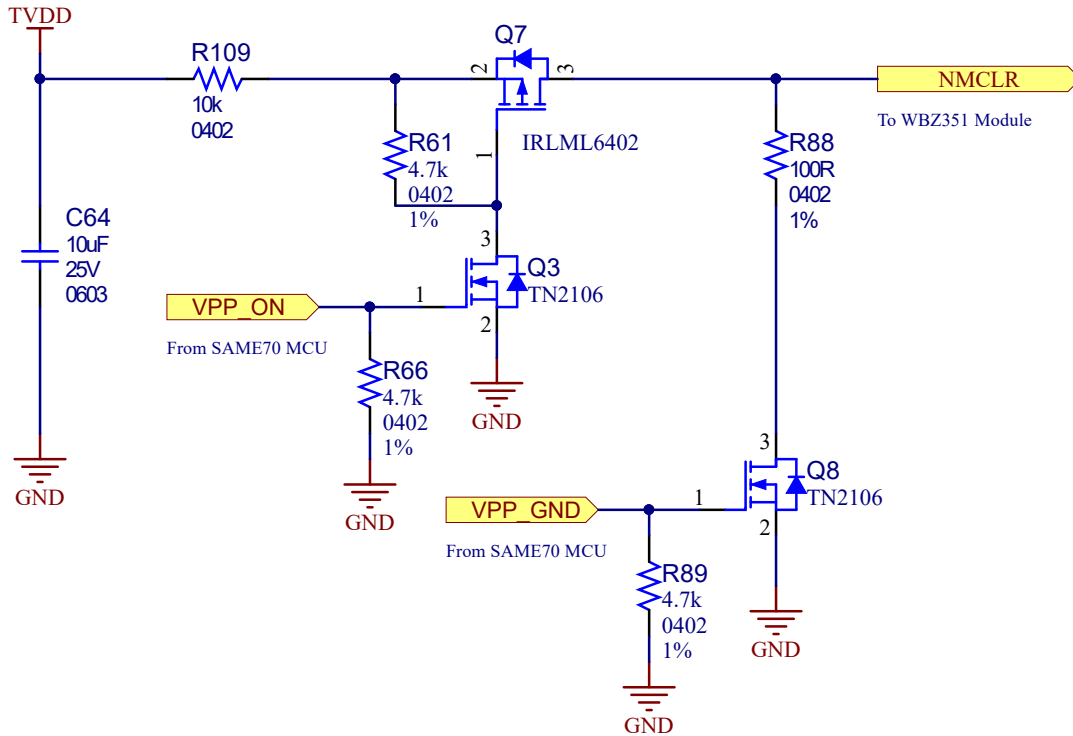 TVDD
R109
10k
0402
Q7
2
3
1
IRLML6402
NMCLR
To WBZ351 Module
R61
4.7k
0402
1%
R88
100R
0402
1%
C64
10uF
25V
0603
3
Q3
TN2106
1
2
VPP_ON
From SAME70 MCU
R66
4.7k
0402
1%
GND
GND
GND
3
Q8
TN2106
1
2
VPP_GND
From SAME70 MCU
R89
4.7k
0402
1%
GND
GND